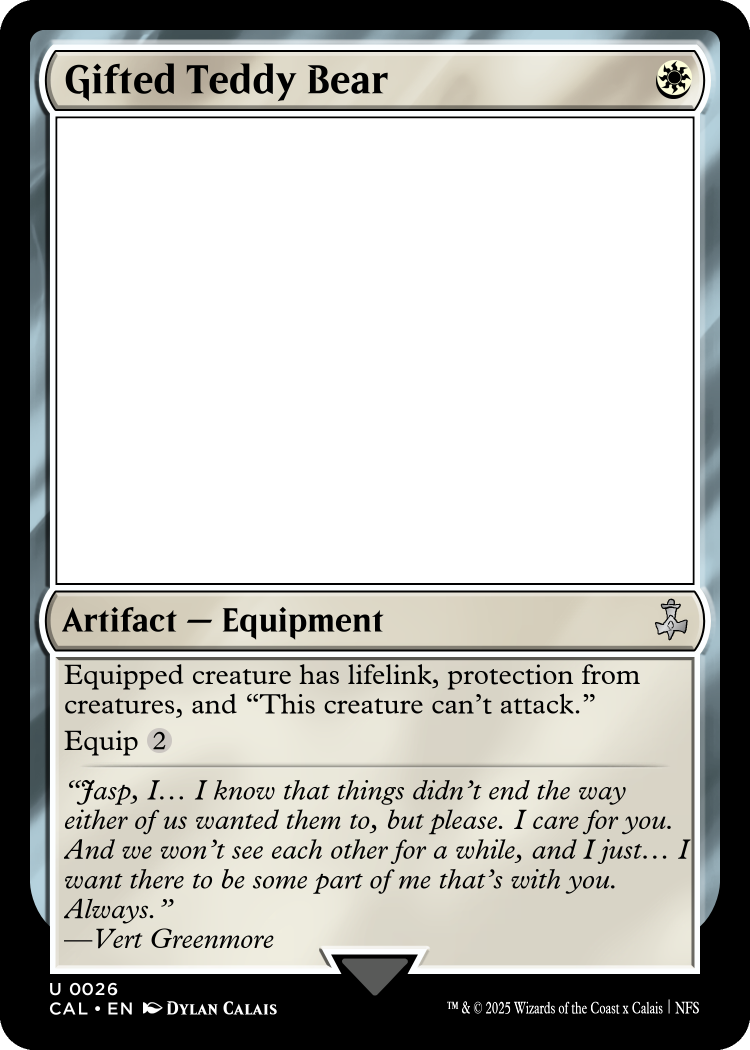 Gifted Teddy Bear
Artifact — Equipment
Equipped creature has lifelink, protection from
creatures, and “This creature can’t attack.”
Equip 2
“Jasp, I… I know that things didn’t end the way
either of us wanted them to, but please. I care for you.
And we won’t see each other for a while, and I just… I
want there to be some part of me that’s with you.
Always.”
—Vert Greenmore
U 0026
CAL • EN Dylan Calais
™ & © 2025 Wizards of the Coast x Calais | NFS